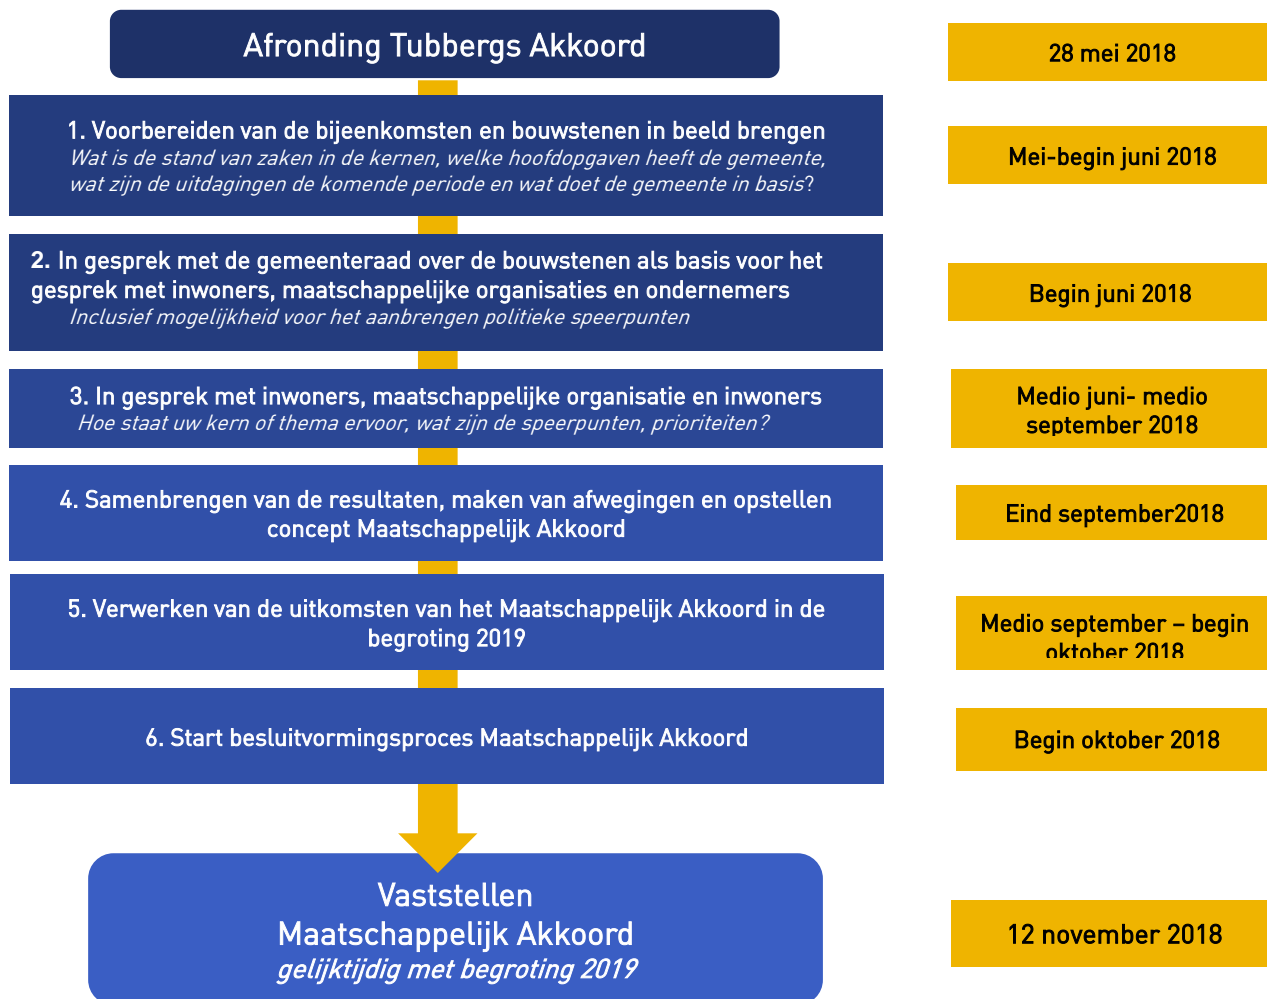 Afronding Tubbergs Akkoord
28 mei 2018
1. Voorbereiden van de bijeenkomsten en bouwstenen in beeld brengen
Wat is de stand van zaken in de kernen, welke hoofdopgaven heeft de gemeente,
wat zijn de uitdagingen de komende periode en wat doet de gemeente in basis?
Mei-begin juni 2018
2. In gesprek met de gemeenteraad over de bouwstenen als basis voor het
gesprek met inwoners, maatschappelijke organisaties en ondernemers
Inclusief mogelijkheid voor het aanbrengen politieke speerpunten
Begin juni 2018
3. In gesprek met inwoners, maatschappelijke organisatie en inwoners
Hoe staat uw kern of thema ervoor, wat zijn de speerpunten, prioriteiten?
Medio juni- medio
september 2018
4. Samenbrengen van de resultaten, maken van afwegingen en opstellen
concept Maatschappelijk Akkoord
Eind september2018
5. Verwerken van de uitkomsten van het Maatschappelijk Akkoord in de
begroting 2019
Medio september – begin
oktober 2018
6. Start besluitvormingsproces Maatschappelijk Akkoord
Begin oktober 2018
Vaststellen
Maatschappelijk Akkoord
gelijktijdig met begroting 2019
12 november 2018